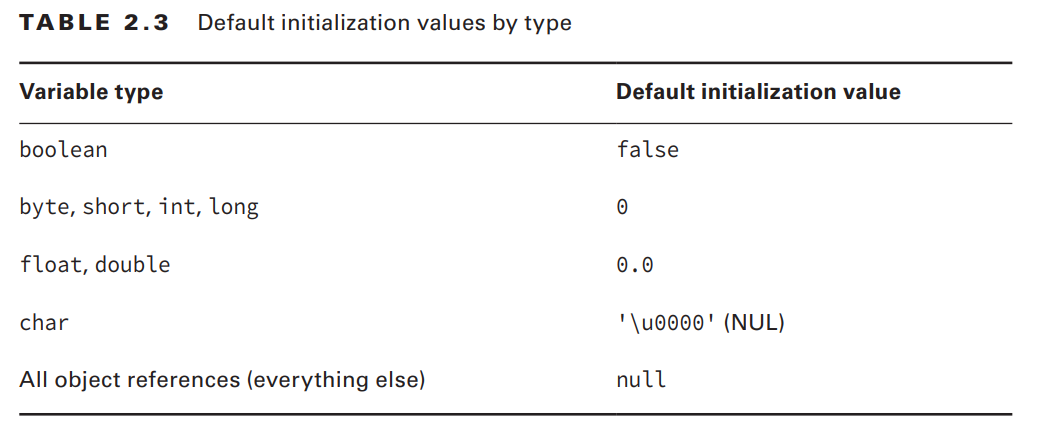 TABLE 2.3 Default initialization values by type
Variable type Default initialization value
boolean false
byte, short, int, long 0
float, double 0.0
char '\u0000' (NUL)
All object references (everything else) null